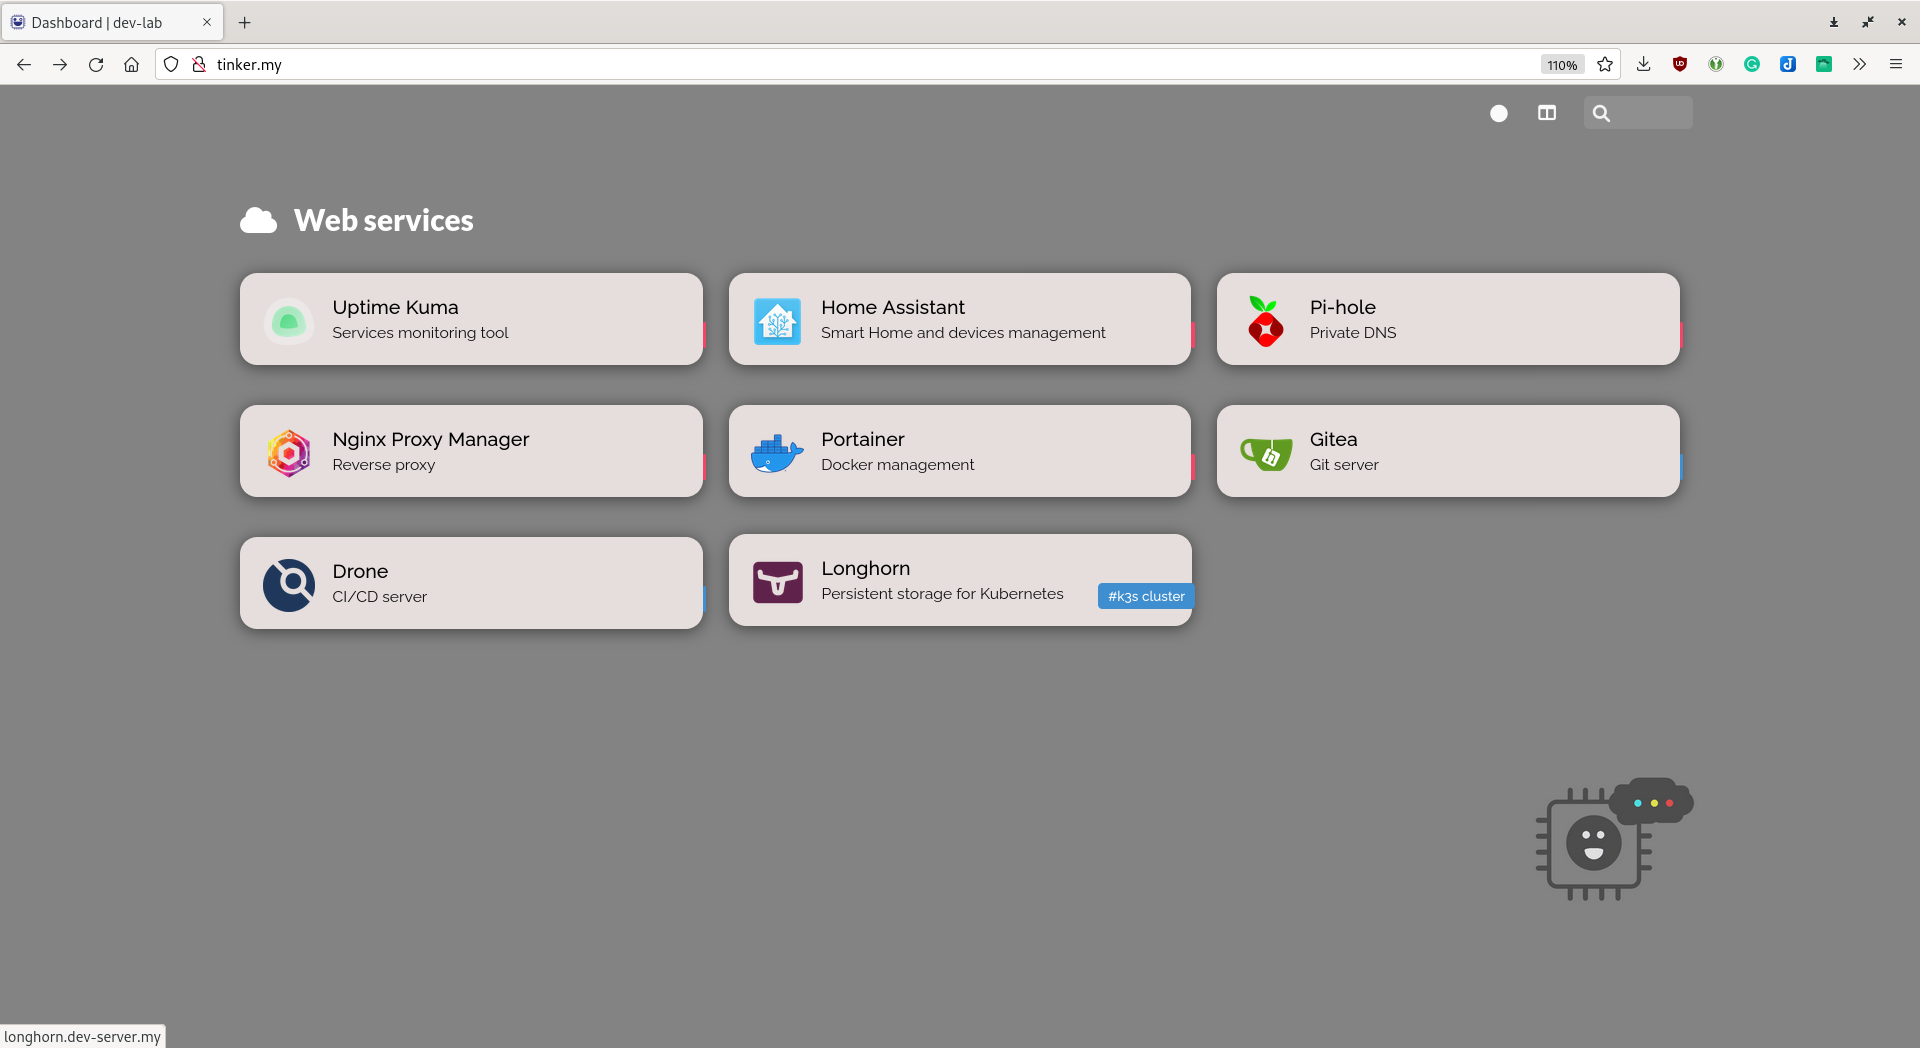 Dashboard | dev-lab
tinker.my
110%
Web services
Uptime Kuma
Services monitoring tool
Home Assistant
Smart Home and devices management
Pi-hole
Private DNS
Nginx Proxy Manager
Reverse proxy
Portainer
Docker management
Gitea
Git server
Drone
CI/CD server
Longhorn
Persistent storage for Kubernetes
#k3s cluster
longhorn.dev-server.my